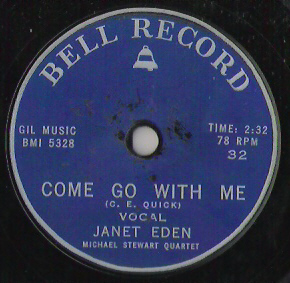 BELL RECORD
GIL MUSIC
BMI 5328
TIME: 2:32
78 RPM
32
COME GO WITH ME
(C. E. QUICK)
VOCAL
JANET EDEN
MICHAEL STEWART QUARTET